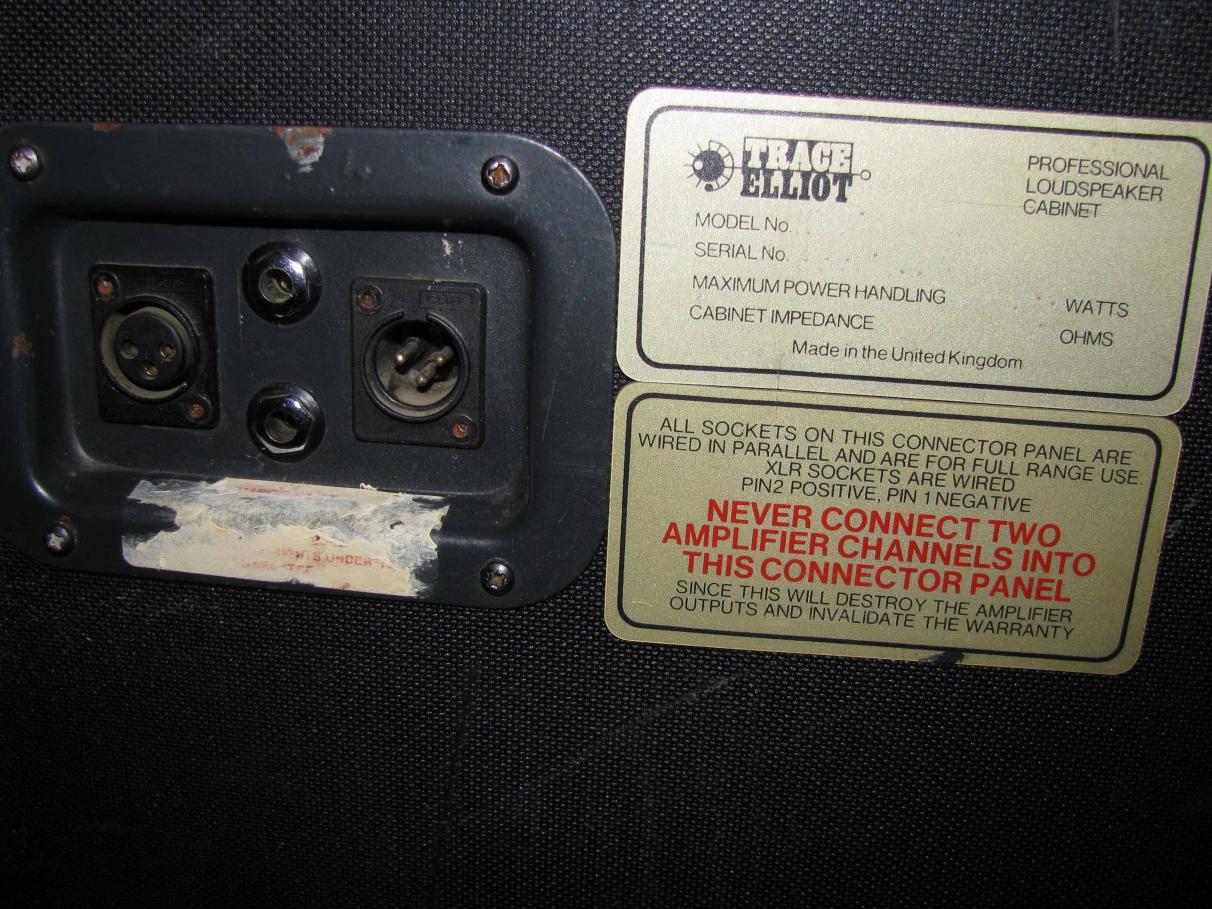 TRACE
ELLIOT
PROFESSIONAL
LOUDSPEAKER
CABINET
MODEL No.
SERIAL No.
MAXIMUM POWER HANDLING WATTS
CABINET IMPEDANCE OHMS
Made in the United Kingdom
ALL SOCKETS ON THIS CONNECTOR PANEL ARE
WIRED IN PARALLEL AND ARE FOR FULL RANGE USE.
XLR SOCKETS ARE WIRED
PIN2 POSITIVE, PIN 1 NEGATIVE
NEVER CONNECT TWO
AMPLIFIER CHANNELS INTO
THIS CONNECTOR PANEL
SINCE THIS WILL DESTROY THE AMPLIFIER
OUTPUTS AND INVALIDATE THE WARRANTY
UNDER